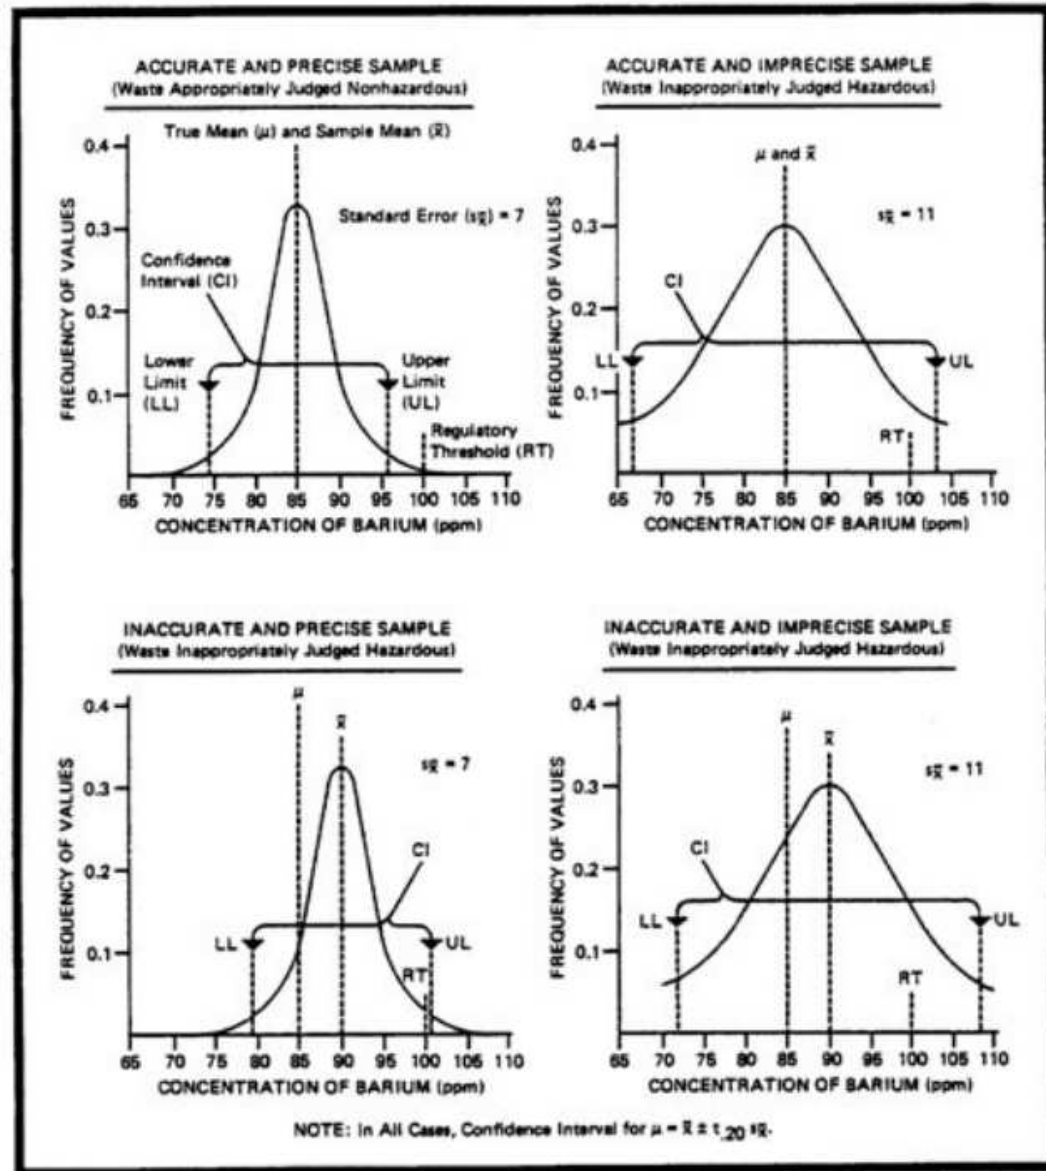 ACCURATE AND PRECISE SAMPLE
(Waste Appropriately Judged Nonhazardous)
True Mean (μ) and Sample Mean (x̄)
0.4
0.3
0.2
0.1
FREQUENCY OF VALUES
Standard Error (sx̄) = 7
Confidence
Interval (CI)
Lower
Limit
(LL)
Upper
Limit
(UL)
Regulatory
Threshold (RT)
65 70 75 80 85 90 95 100 105 110
CONCENTRATION OF BARIUM (ppm)
ACCURATE AND IMPRECISE SAMPLE
(Waste Inappropriately Judged Hazardous)
μ and x̄
0.4
0.3
0.2
0.1
FREQUENCY OF VALUES
sx̄ = 11
CI
LL
UL
RT
65 70 75 80 85 90 95 100 105 110
CONCENTRATION OF BARIUM (ppm)
INACCURATE AND PRECISE SAMPLE
(Waste Inappropriately Judged Hazardous)
μ
x̄
0.4
0.3
0.2
0.1
FREQUENCY OF VALUES
sx̄ = 7
CI
LL
UL
RT
65 70 75 80 85 90 95 100 105 110
CONCENTRATION OF BARIUM (ppm)
INACCURATE AND IMPRECISE SAMPLE
(Waste Inappropriately Judged Hazardous)
μ
x̄
0.4
0.3
0.2
0.1
FREQUENCY OF VALUES
sx̄ = 11
CI
LL
UL
RT
65 70 75 80 85 90 95 100 105 110
CONCENTRATION OF BARIUM (ppm)
NOTE: In All Cases, Confidence Interval for μ = x̄ ± t.20 sx̄.